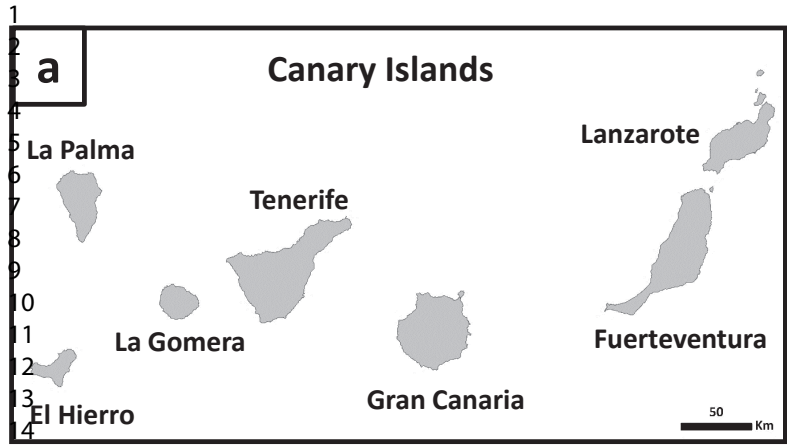 1
2
a
Canary Islands
3
4
Lanzarote
5
La Palma
6
Tenerife
7
8
9
10
La Gomera
11
Fuerteventura
12
Gran Canaria
13
El Hierro
50
Km
14